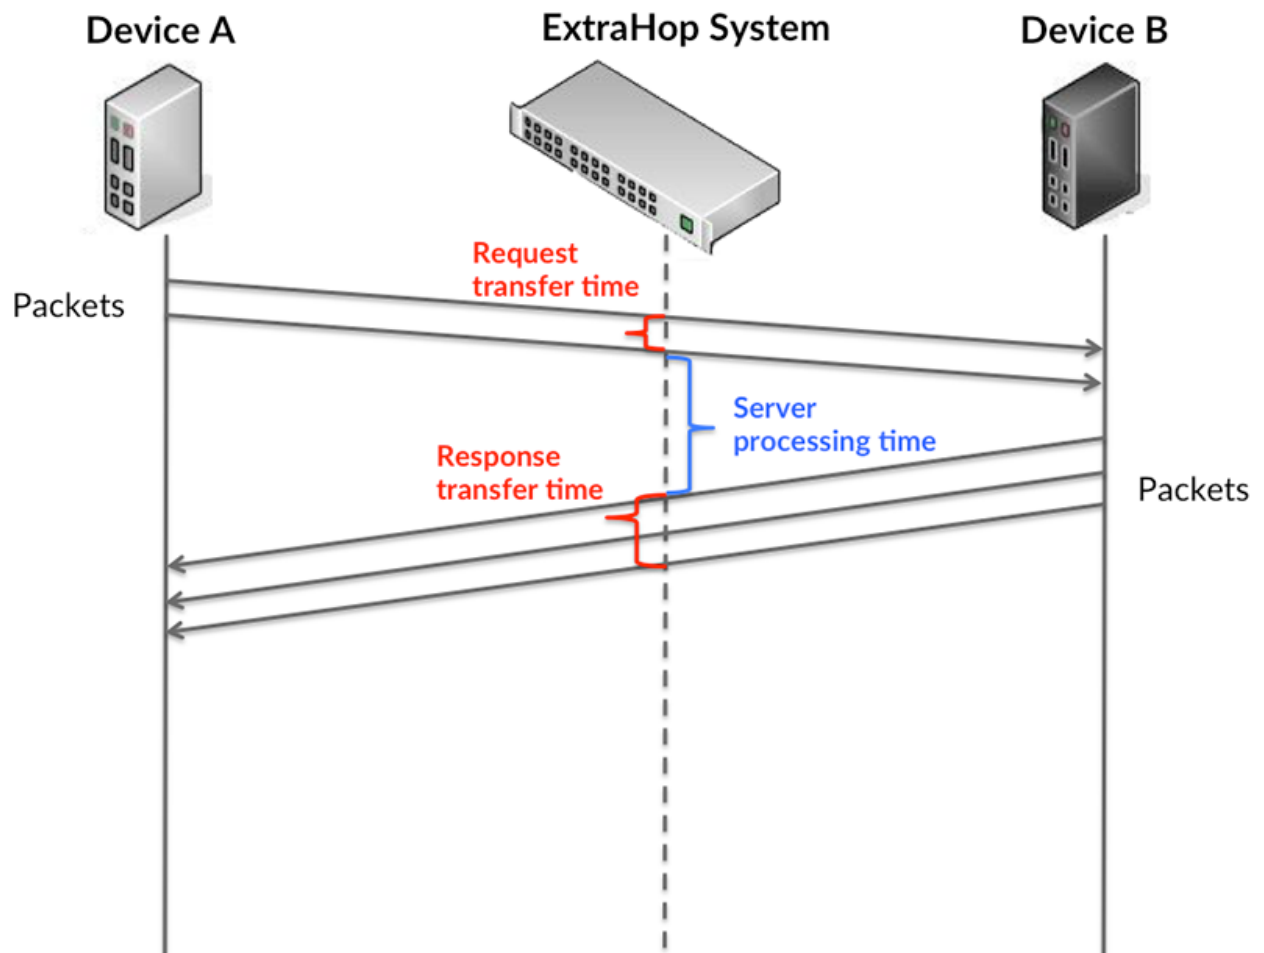 Device A
ExtraHop System
Device B
Request
transfer time
Packets
Server
processing time
Response
transfer time
Packets